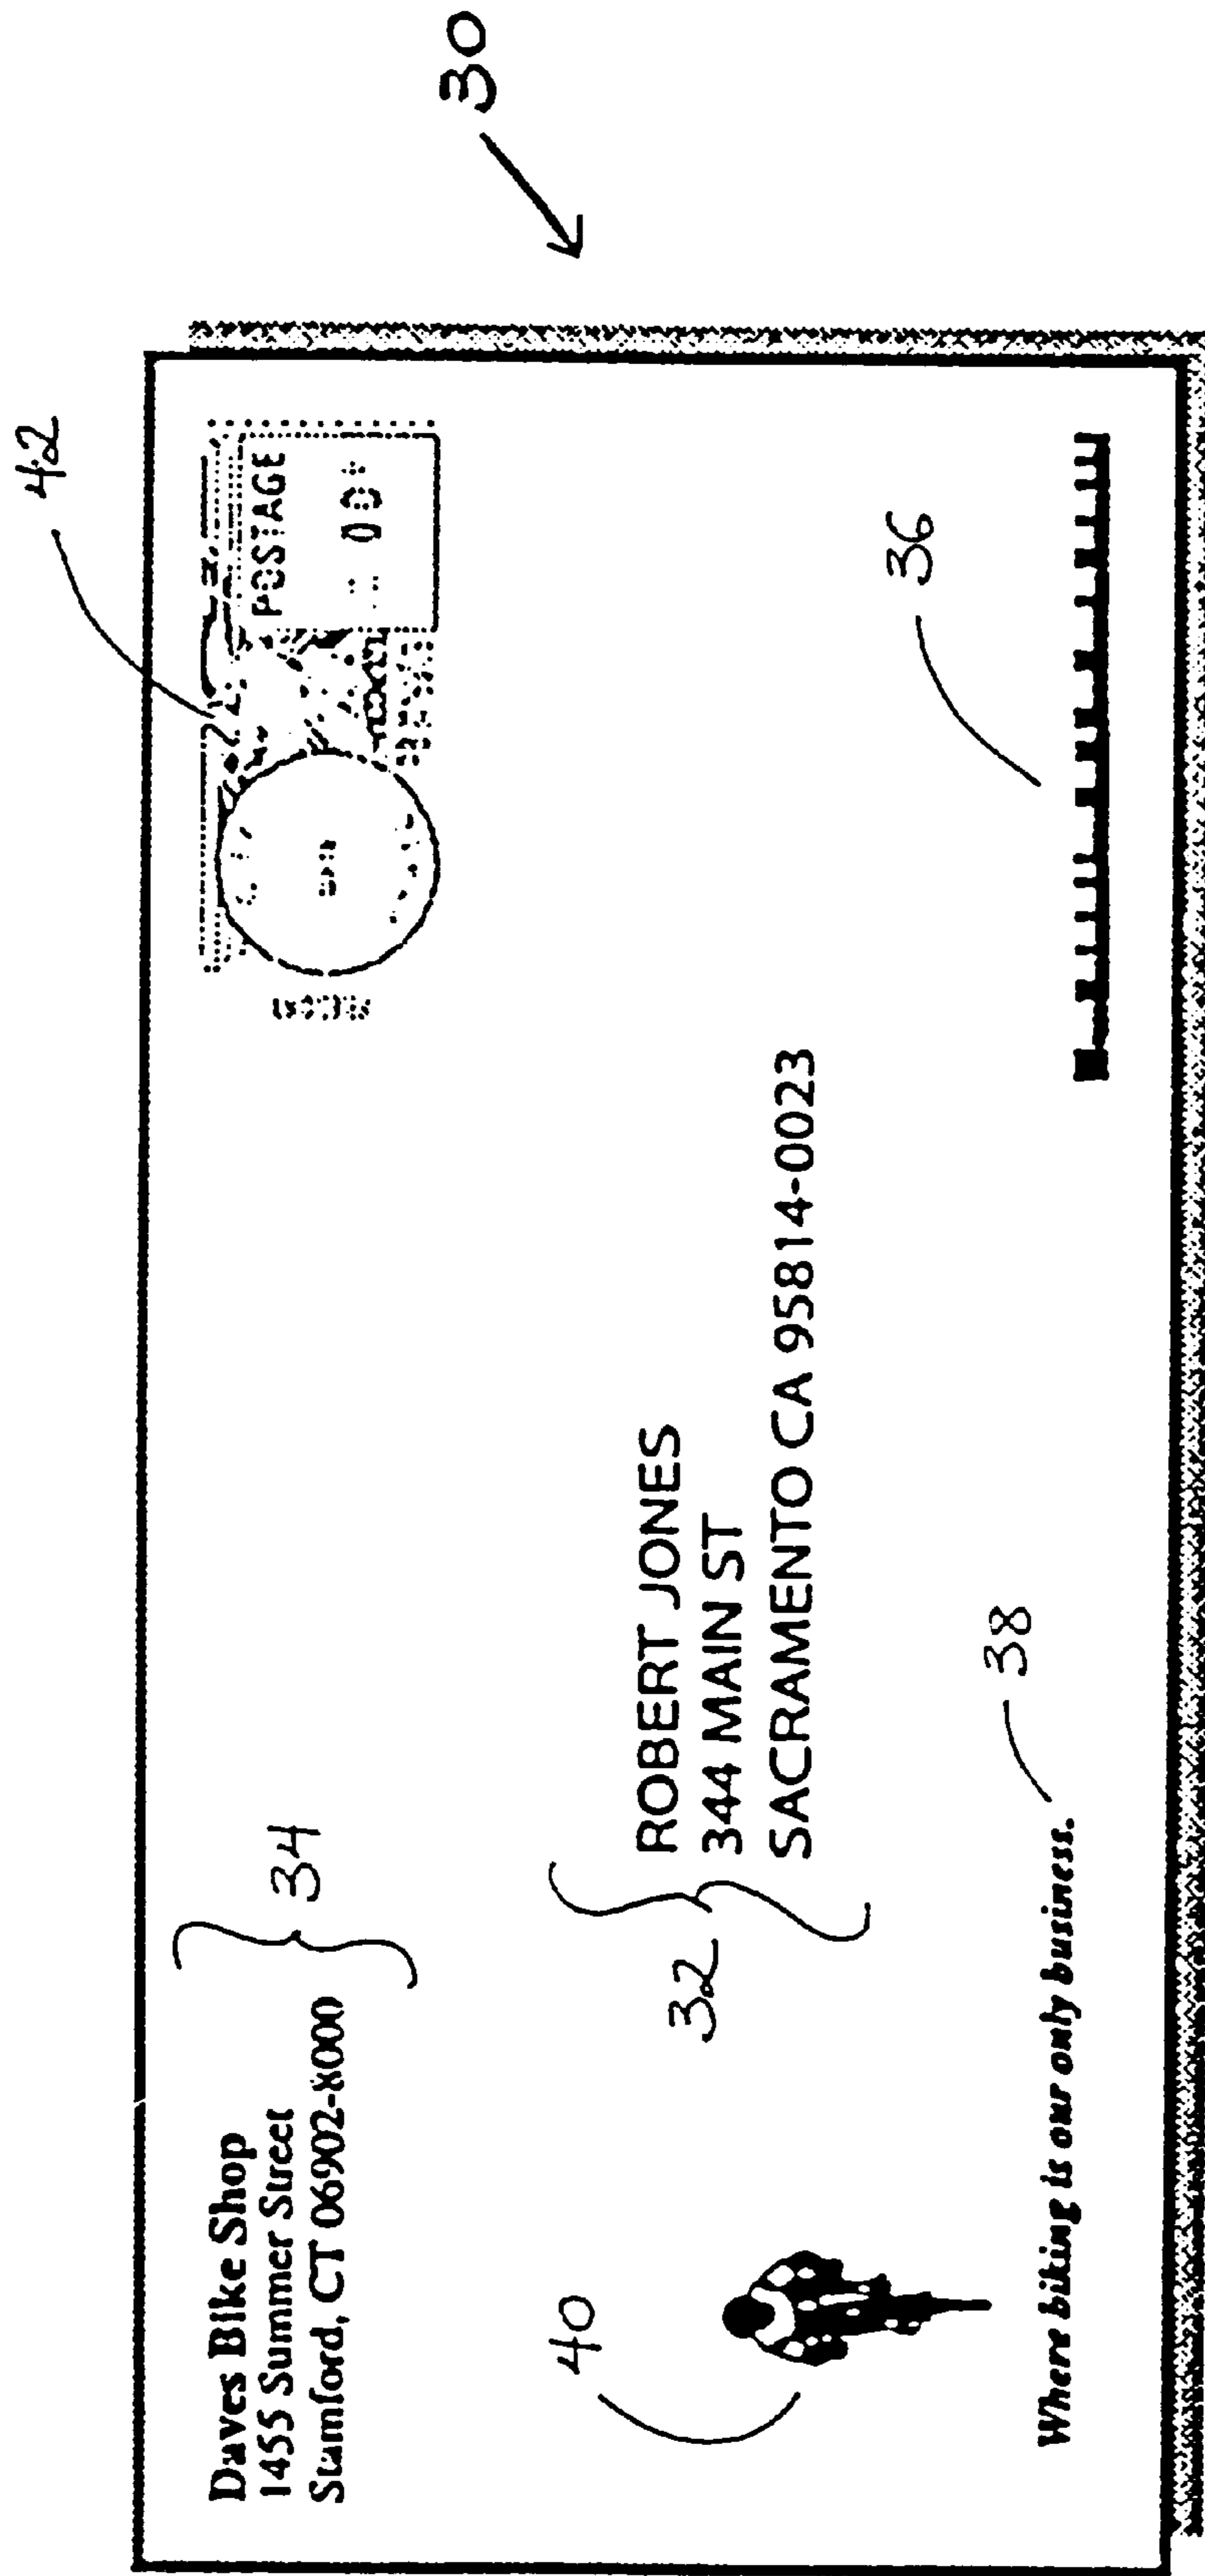 30
42
Daves Bike Shop
1455 Summer Street
Stamford, CT 06902-8000
34
POSTAGE
32
ROBERT JONES
344 MAIN ST
SACRAMENTO CA 95814-0023
40
36
38
Where biking is our only business.